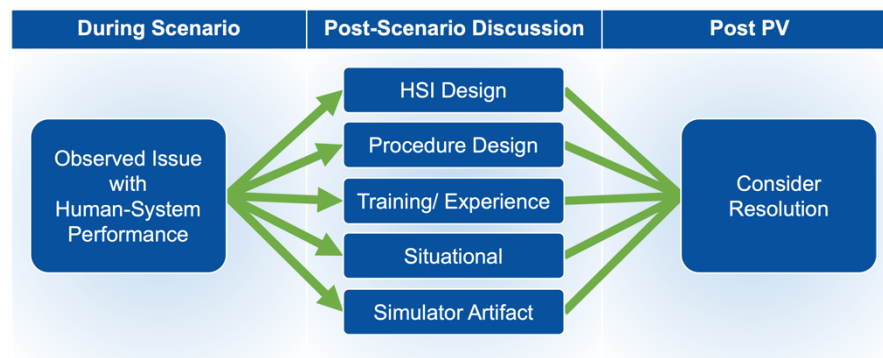 During Scenario
Post-Scenario Discussion
Post PV
Observed Issue
with
Human-System
Performance
HSI Design
Procedure Design
Training/ Experience
Situational
Simulator Artifact
Consider
Resolution